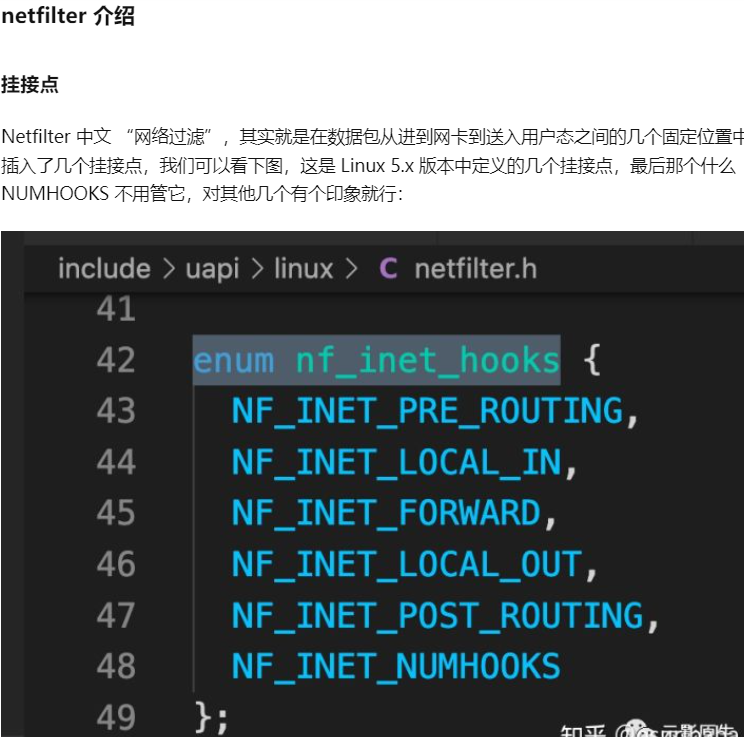 netfilter 介绍
挂接点
Netfilter 中文 “网络过滤”，其实就是在数据包从进到网卡到送入用户态之间的几个固定位置中
插入了几个挂接点，我们可以看下图，这是 Linux 5.x 版本中定义的几个挂接点，最后那个什么
NUMHOOKS 不用管它，对其他几个有个印象就行：
include > uapi > linux > C netfilter.h
41
42 enum nf_inet_hooks {
43 NF_INET_PRE_ROUTING,
44 NF_INET_LOCAL_IN,
45 NF_INET_FORWARD,
46 NF_INET_LOCAL_OUT,
47 NF_INET_POST_ROUTING,
48 NF_INET_NUMHOOKS
49 };
知乎